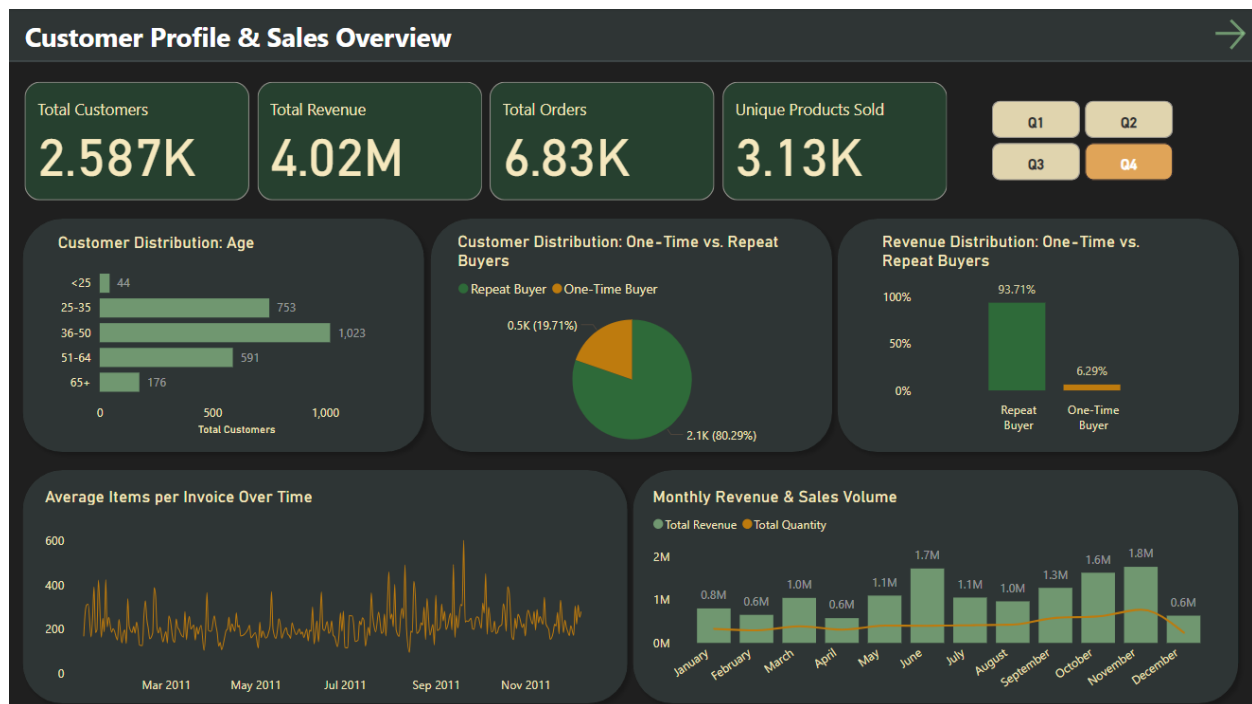 Customer Profile & Sales Overview
Total Customers
2.587K
Total Revenue
4.02M
Total Orders
6.83K
Unique Products Sold
3.13K
Q1
Q2
Q3
Q4
Customer Distribution: Age
<25
44
25-35
753
36-50
1,023
51-64
591
65+
176
0
500
1,000
Total Customers
Customer Distribution: One-Time vs. Repeat
Buyers
Repeat Buyer
One-Time Buyer
0.5K (19.71%)
2.1K (80.29%)
Revenue Distribution: One-Time vs.
Repeat Buyers
100%
50%
0%
93.71%
6.29%
Repeat
Buyer
One-Time
Buyer
Average Items per Invoice Over Time
600
400
200
0
Mar 2011
May 2011
Jul 2011
Sep 2011
Nov 2011
Monthly Revenue & Sales Volume
Total Revenue
Total Quantity
2M
1M
0M
0.8M
0.6M
1.0M
0.6M
1.1M
1.7M
1.1M
1.0M
1.3M
1.6M
1.8M
0.6M
January
February
March
April
May
June
July
August
September
October
November
December